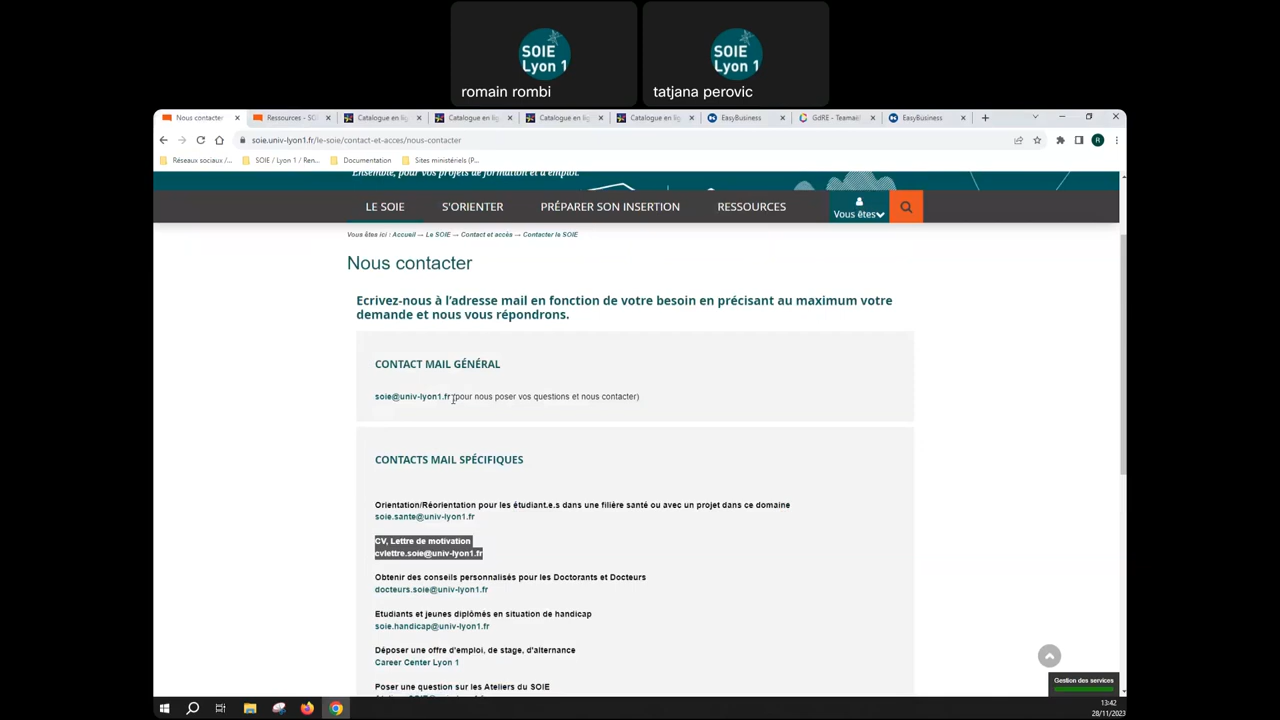 SOIE
Lyon 1
romain rombi
SOIE
Lyon 1
tatjana perovic
Nous contacter
Ressources - SO
Catalogue en lig
Catalogue en lig
Catalogue en lig
Catalogue en lig
EasyBusiness
GdRE - Teamaë
EasyBusiness
soie.univ-lyon1.fr/le-soie/contact-et-acces/nous-contacter
Réseaux sociaux /...
SOIE / Lyon 1 / Ren...
Documentation
Sites ministériels (P...
Ensemble, pour vos projets de formation et d'emploi.
LE SOIE
S'ORIENTER
PRÉPARER SON INSERTION
RESSOURCES
Vous êtes
Vous êtes ici : Accueil → Le SOIE → Contact et accès → Contacter le SOIE
Nous contacter
Ecrivez-nous à l'adresse mail en fonction de votre besoin en précisant au maximum votre
demande et nous vous répondrons.
CONTACT MAIL GÉNÉRAL
soie@univ-lyon1.fr (pour nous poser vos questions et nous contacter)
CONTACTS MAIL SPÉCIFIQUES
Orientation/Réorientation pour les étudiant.e.s dans une filière santé ou avec un projet dans ce domaine
soie.sante@univ-lyon1.fr
CV, Lettre de motivation
cvlettre.soie@univ-lyon1.fr
Obtenir des conseils personnalisés pour les Doctorants et Docteurs
docteurs.soie@univ-lyon1.fr
Etudiants et jeunes diplômés en situation de handicap
soie.handicap@univ-lyon1.fr
Déposer une offre d'emploi, de stage, d'alternance
Career Center Lyon 1
Poser une question sur les Ateliers du SOIE
Gestion des services
13:42
28/11/2023